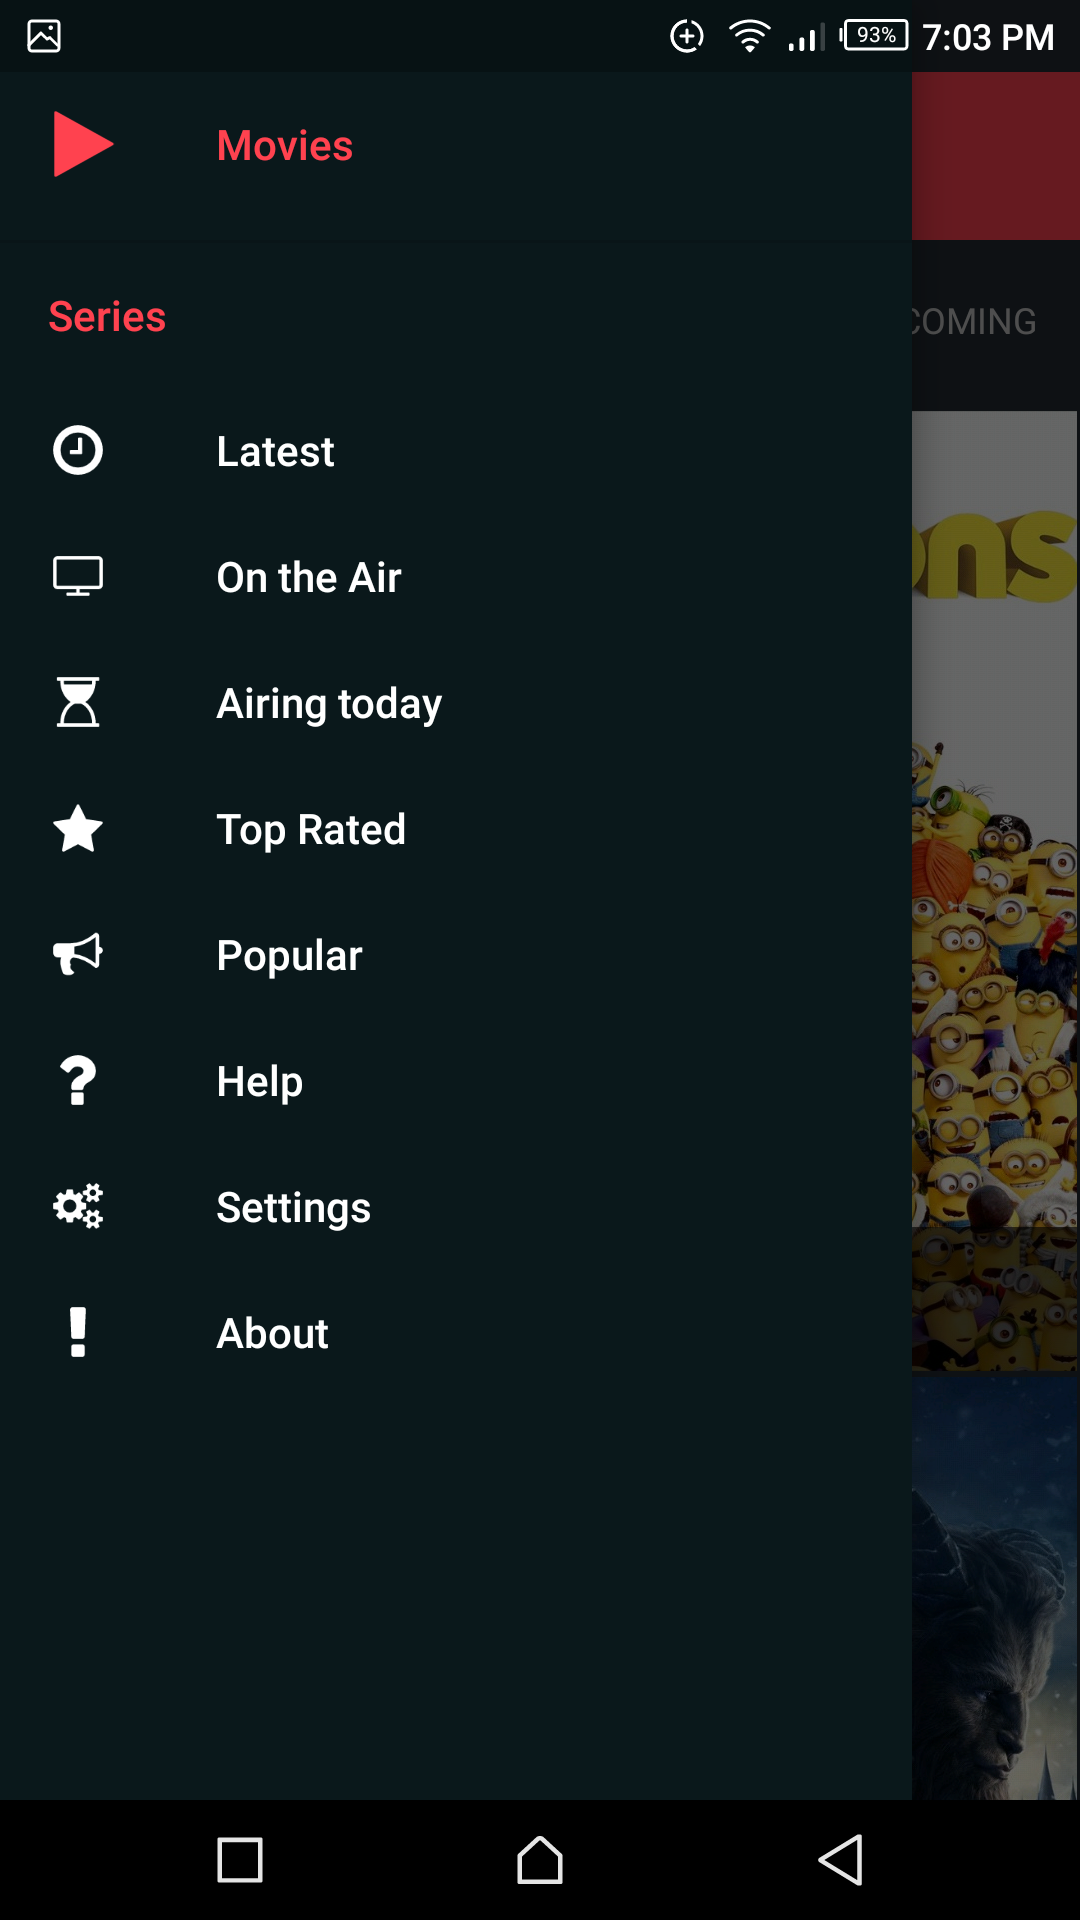 93% 7:03 PM
Movies
Series
COMING
Latest
On the Air
Airing today
Top Rated
Popular
Help
Settings
About